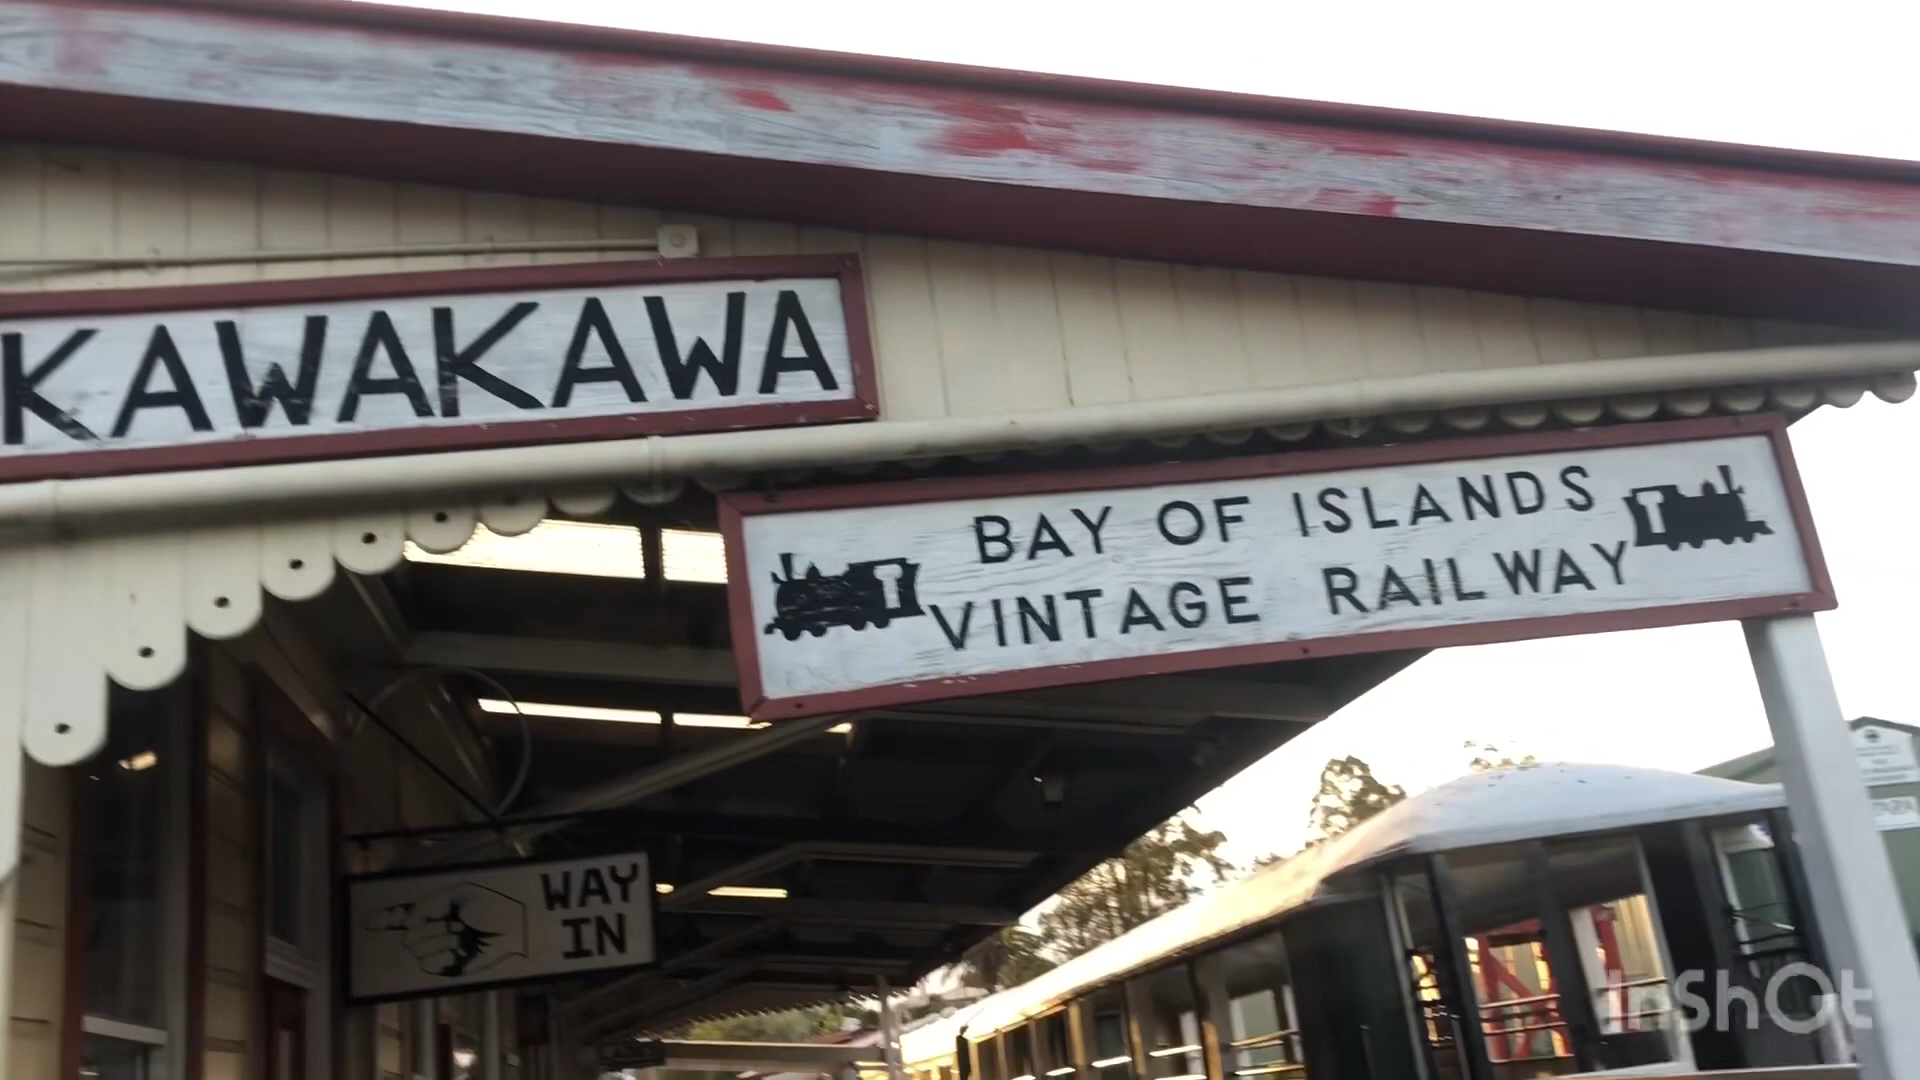 KAWAKAWA
BAY OF ISLANDS
VINTAGE RAILWAY
WAY
IN
InShOt